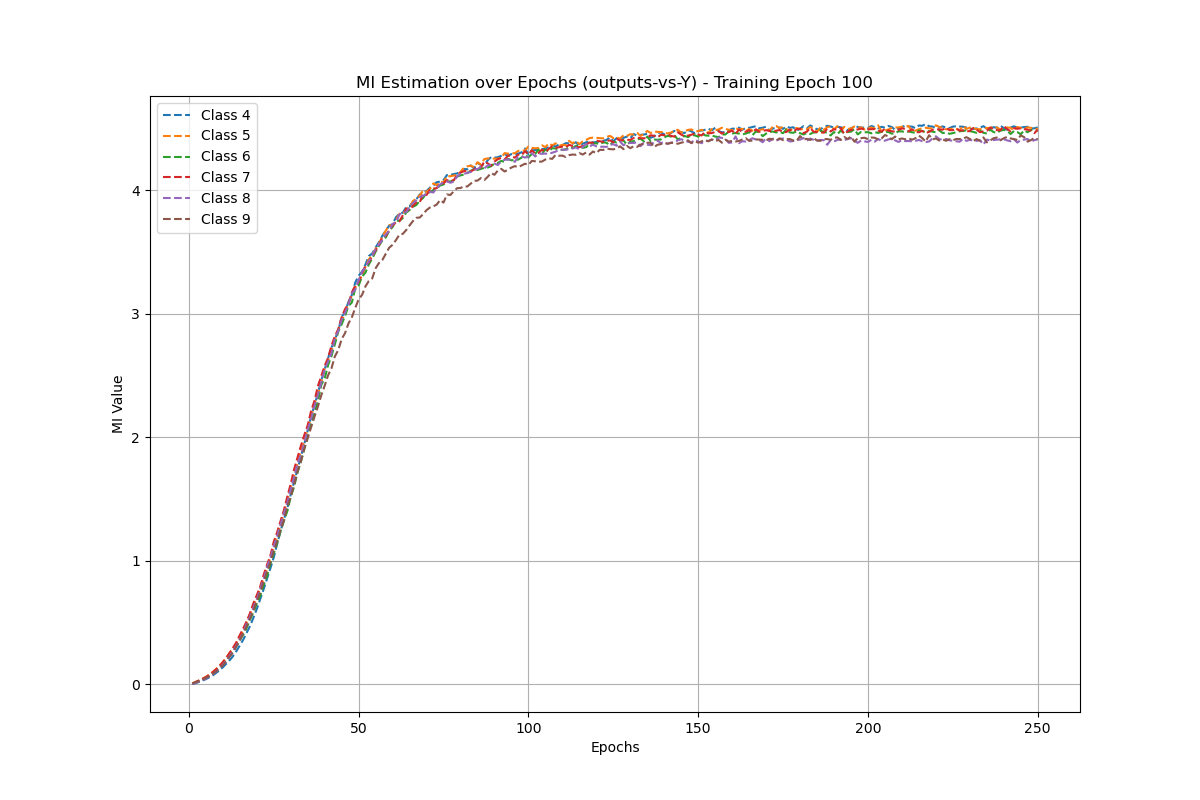 MI Estimation over Epochs (outputs-vs-Y) - Training Epoch 100
Class 4
Class 5
Class 6
Class 7
Class 8
Class 9
MI Value
4
3
2
1
0
0 50 100 150 200 250
Epochs